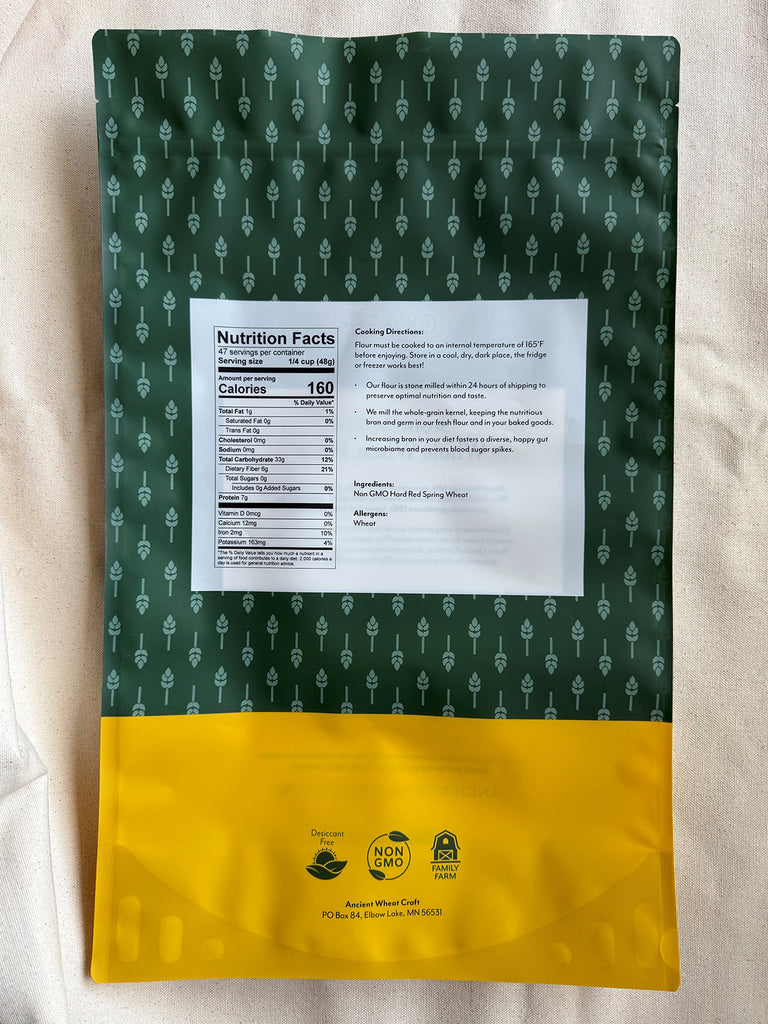 Nutrition Facts
47 servings per container
Serving size 1/4 cup (48g)
Amount per serving
Calories 160
% Daily Value*
Total Fat 1g 1%
Saturated Fat 0g 0%
Trans Fat 0g
Cholesterol 0mg 0%
Sodium 0mg 0%
Total Carbohydrate 33g 12%
Dietary Fiber 6g 21%
Total Sugars 0g
Includes 0g Added Sugars 0%
Protein 7g
Vitamin D 0mcg 0%
Calcium 12mg 0%
Iron 2mg 10%
Potassium 163mg 4%
*The % Daily Value tells you how much a nutrient in a
serving of food contributes to a daily diet. 2,000 calories a
day is used for general nutrition advice.
Cooking Directions:
Flour must be cooked to an internal temperature of 165°F
before enjoying. Store in a cool, dry, dark place, the fridge
or freezer works best!
• Our flour is stone milled within 24 hours of shipping to
preserve optimal nutrition and taste.
• We mill the whole-grain kernel, keeping the nutritious
bran and germ in our fresh flour and in your baked goods.
• Increasing bran in your diet fosters a diverse, happy gut
microbiome and prevents blood sugar spikes.
Ingredients:
Non GMO Hard Red Spring Wheat
Allergens:
Wheat
Desiccant
Free
NON
GMO
FAMILY
FARM
Ancient Wheat Craft
PO Box 84, Elbow Lake, MN 56531